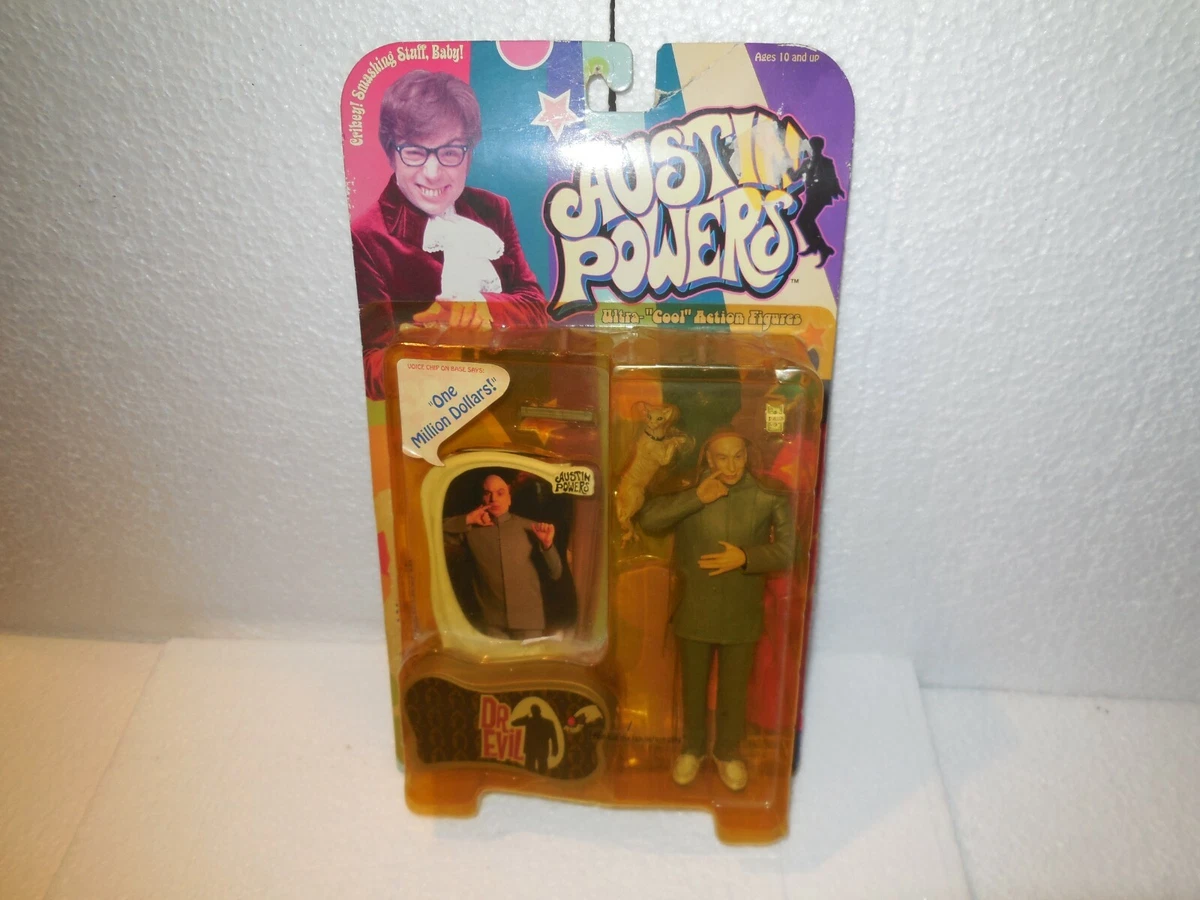 Crikey! Smashing Stuff, Baby!
Ages 10 and up
AUSTIN
POWERS™
Ultra-"Cool" Action Figures
VOICE CHIP ON BASE SAYS:
"One
Million Dollars!"
AUSTIN
POWERS
DR
EVIL